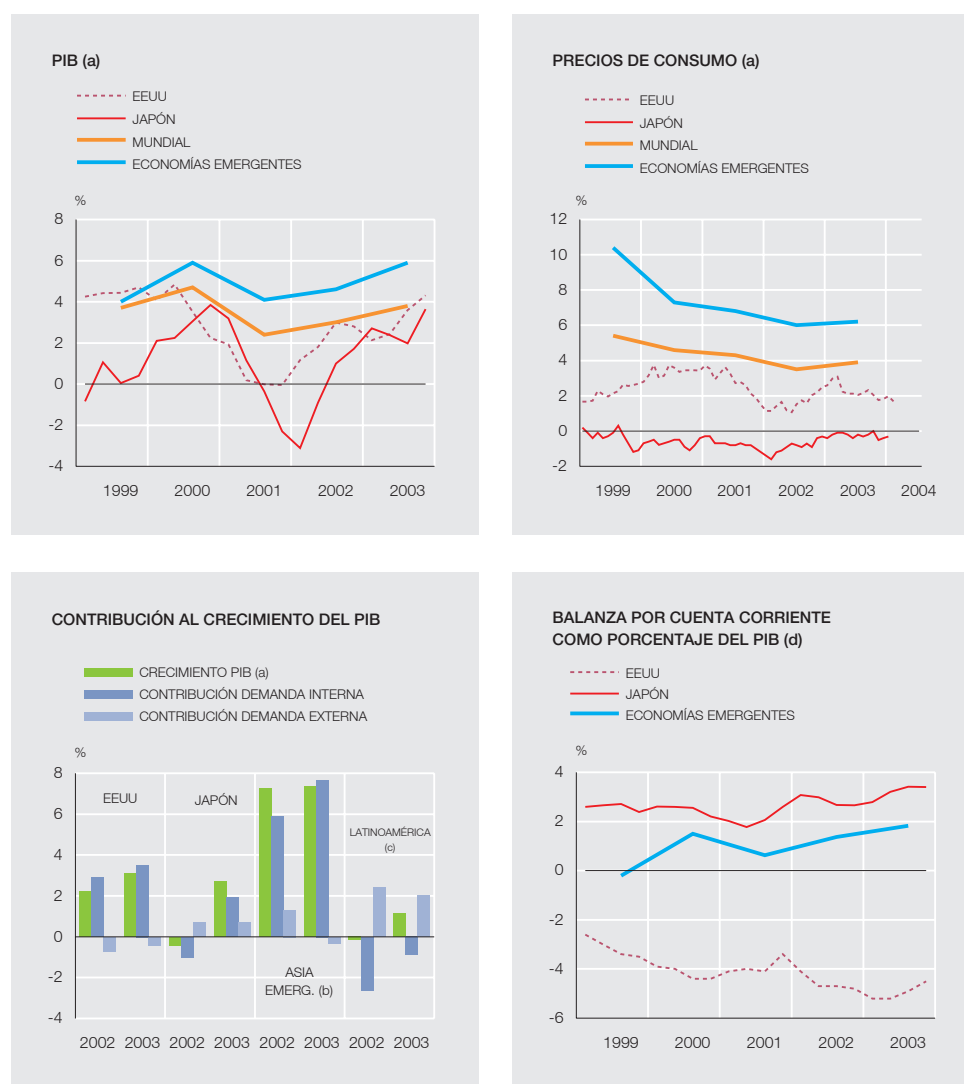 PIB (a)
EEUU
JAPÓN
MUNDIAL
ECONOMÍAS EMERGENTES
%
8
6
4
2
0
-2
-4
1999 2000 2001 2002 2003
PRECIOS DE CONSUMO (a)
EEUU
JAPÓN
MUNDIAL
ECONOMÍAS EMERGENTES
%
12
10
8
6
4
2
0
-2
1999 2000 2001 2002 2003 2004
CONTRIBUCIÓN AL CRECIMIENTO DEL PIB
CRECIMIENTO PIB (a)
CONTRIBUCIÓN DEMANDA INTERNA
CONTRIBUCIÓN DEMANDA EXTERNA
%
8
6
4
2
0
-2
-4
EEUU
JAPÓN
LATINOAMÉRICA
(c)
ASIA
EMERG. (b)
2002 2003 2002 2003 2002 2003 2002 2003
BALANZA POR CUENTA CORRIENTE
COMO PORCENTAJE DEL PIB (d)
EEUU
JAPÓN
ECONOMÍAS EMERGENTES
%
4
2
0
-2
-4
-6
1999 2000 2001 2002 2003